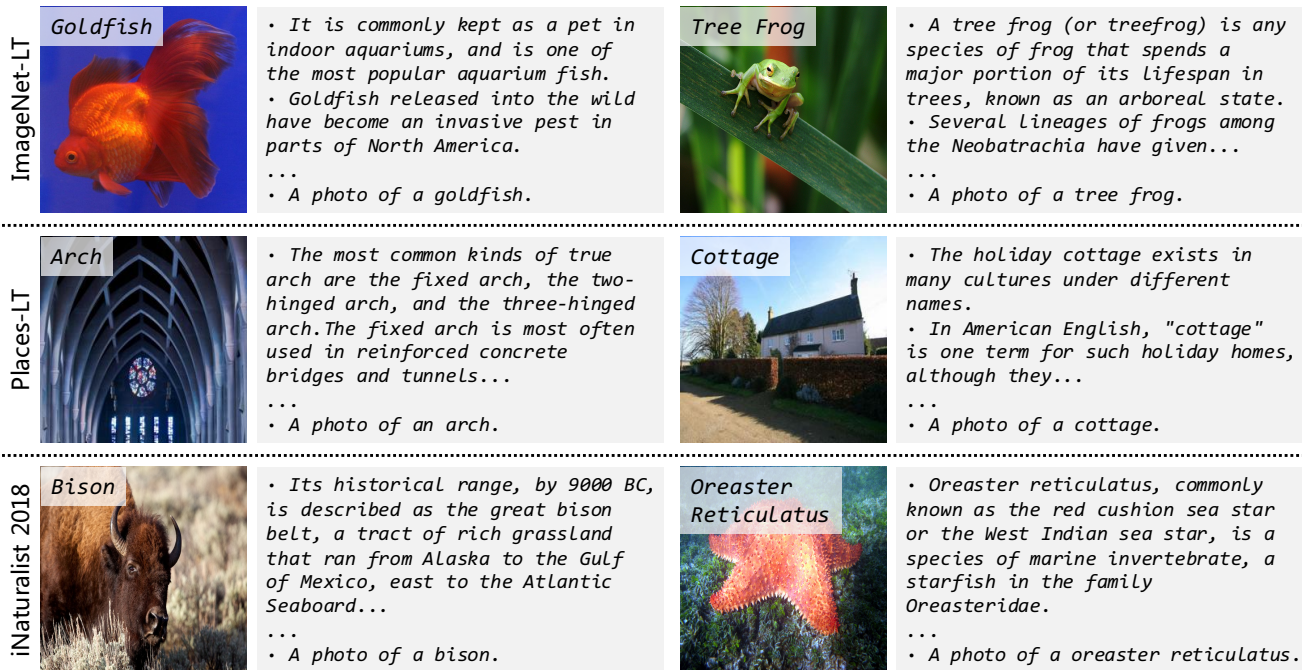 ImageNet-LT
Goldfish
· It is commonly kept as a pet in
indoor aquariums, and is one of
the most popular aquarium fish.
· Goldfish released into the wild
have become an invasive pest in
parts of North America.
...
· A photo of a goldfish.
Tree Frog
· A tree frog (or treefrog) is any
species of frog that spends a
major portion of its lifespan in
trees, known as an arboreal state.
· Several lineages of frogs among
the Neobatrachia have given...
...
· A photo of a tree frog.
Places-LT
Arch
· The most common kinds of true
arch are the fixed arch, the two-
hinged arch, and the three-hinged
arch.The fixed arch is most often
used in reinforced concrete
bridges and tunnels...
...
· A photo of an arch.
Cottage
· The holiday cottage exists in
many cultures under different
names.
· In American English, "cottage"
is one term for such holiday homes,
although they...
...
· A photo of a cottage.
iNaturalist 2018
Bison
· Its historical range, by 9000 BC,
is described as the great bison
belt, a tract of rich grassland
that ran from Alaska to the Gulf
of Mexico, east to the Atlantic
Seaboard...
...
· A photo of a bison.
Oreaster
Reticulatus
· Oreaster reticulatus, commonly
known as the red cushion sea star
or the West Indian sea star, is a
species of marine invertebrate, a
starfish in the family
Oreasteridae.
...
· A photo of a oreaster reticulatus.